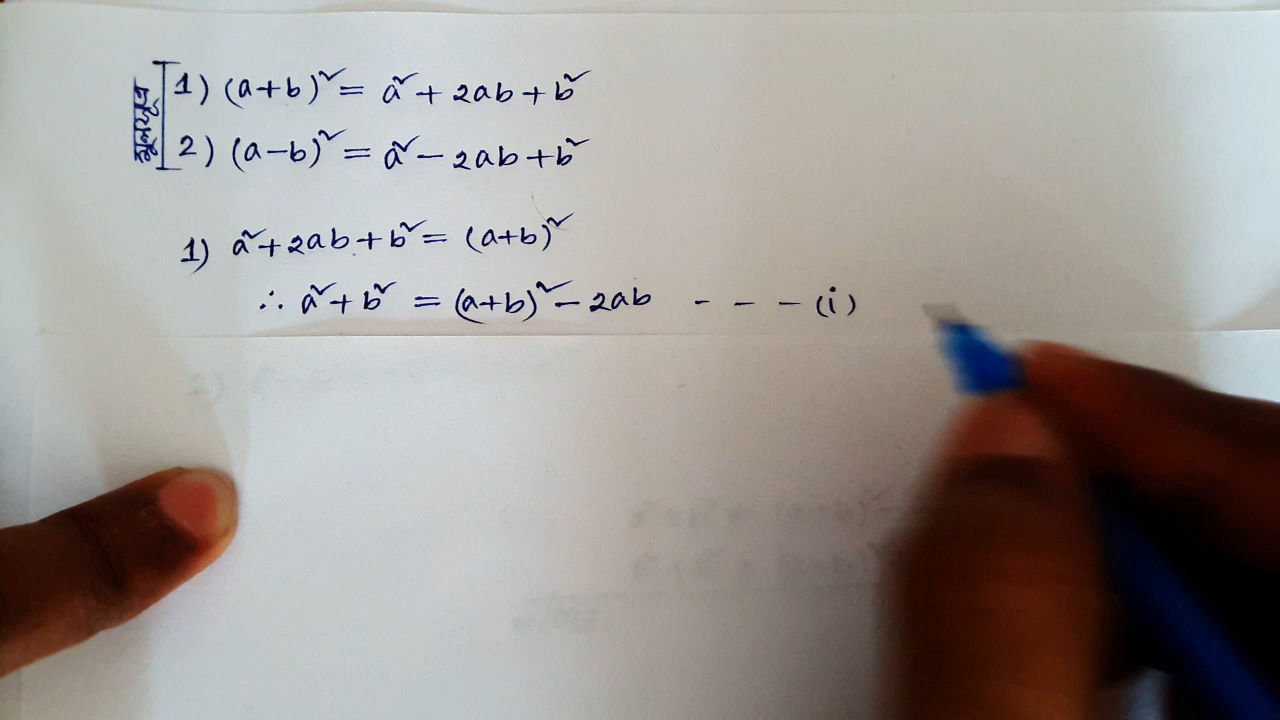 1) (a+b)² = a² + 2ab + b²
2) (a-b)² = a² - 2ab + b²
1) a² + 2ab + b² = (a+b)²
∴ a² + b² = (a+b)² - 2ab - - - (i)